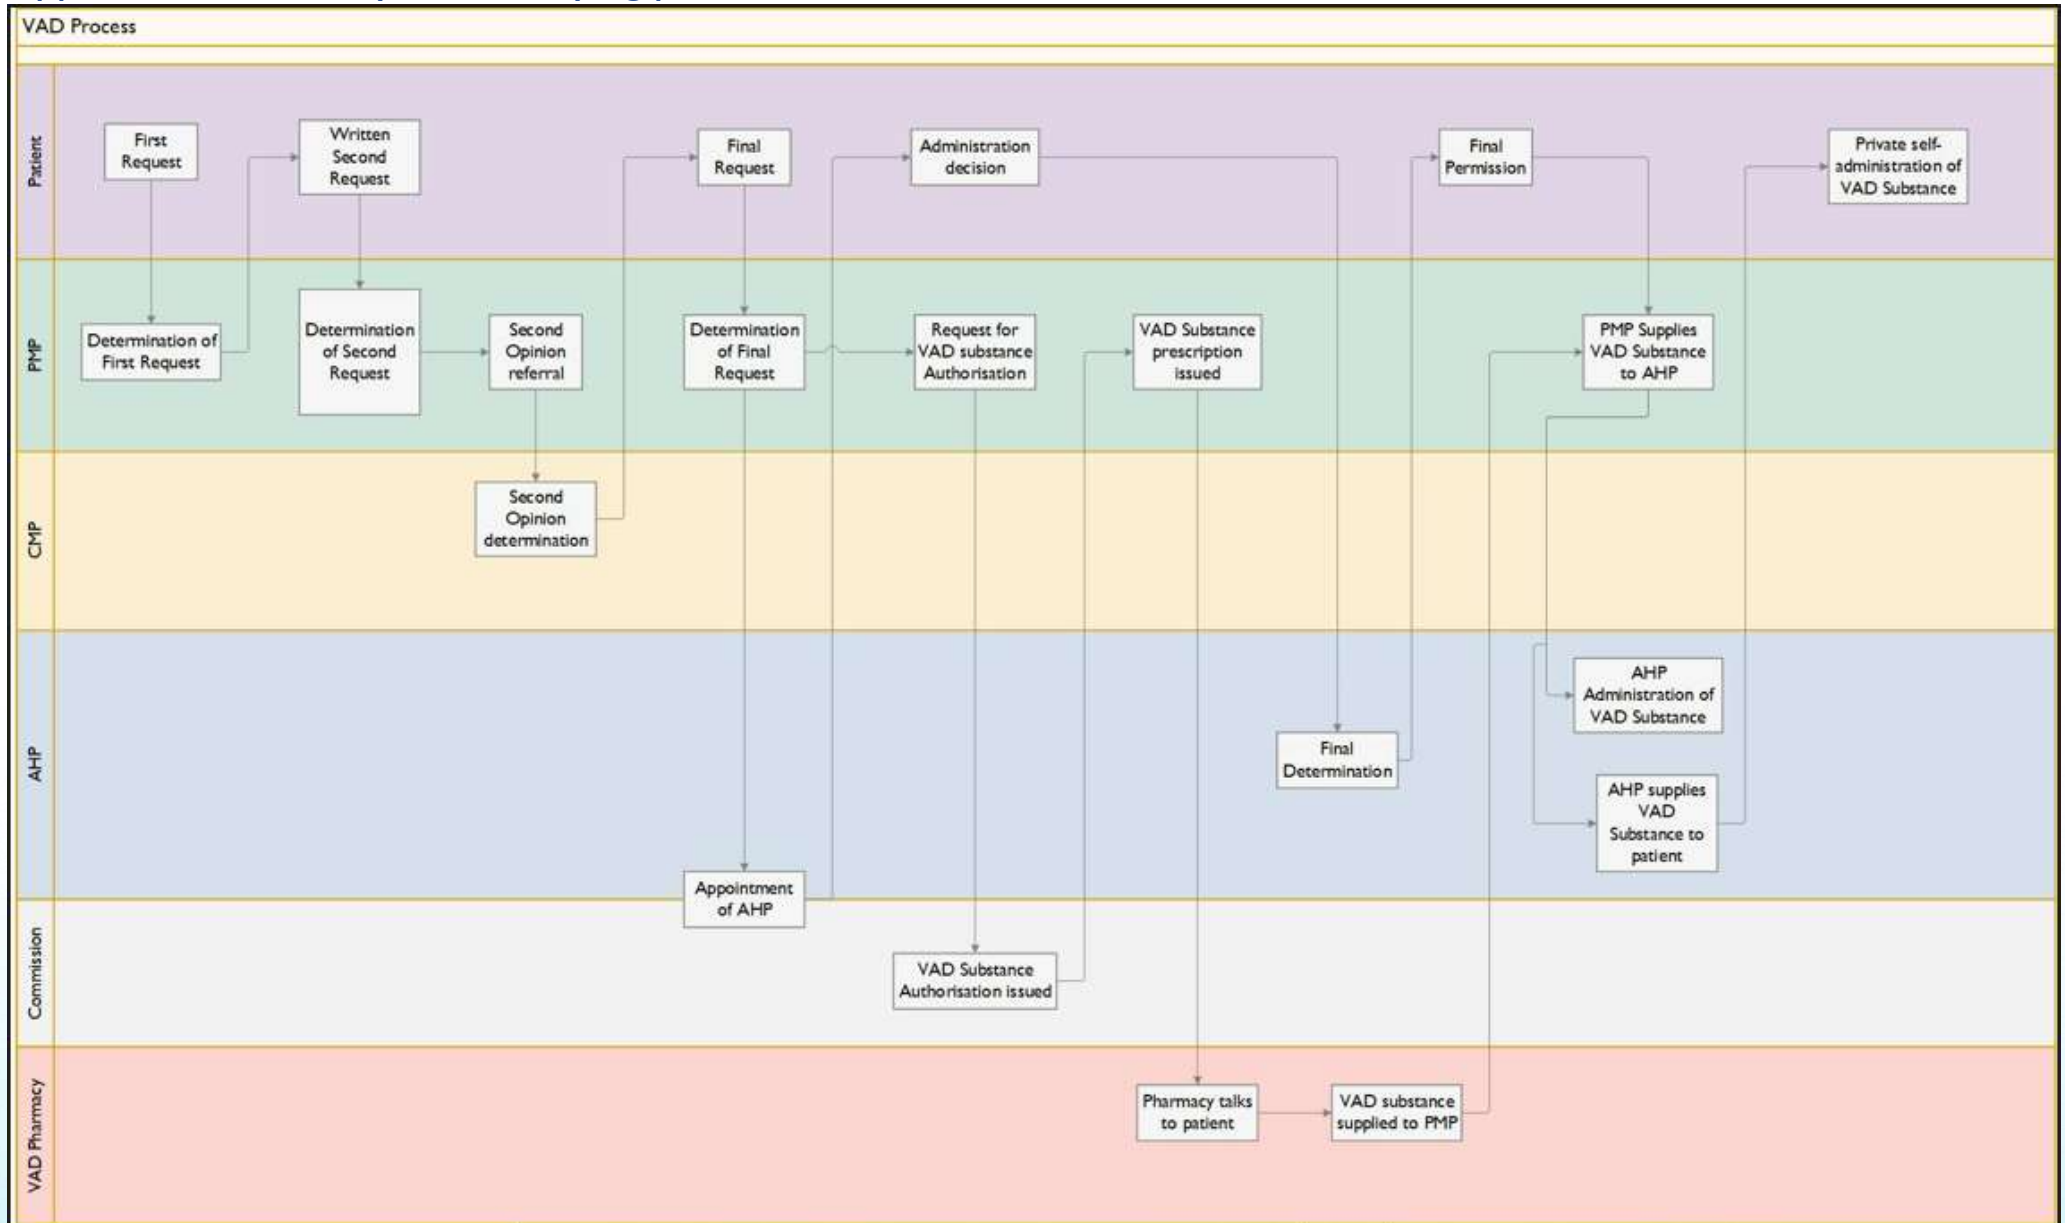 VAD Process
Patient
First
Request
Written
Second
Request
Final
Request
Administration
decision
Final
Permission
Private self-
administration of
VAD Substance
PMP
Determination of
First Request
Determination
of Second
Request
Second
Opinion
referral
Determination
of Final
Request
Request for
VAD substance
Authorisation
VAD Substance
prescription
issued
PMP Supplies
VAD Substance
to AHP
CMP
Second
Opinion
determination
AHP
AHP
Administration of
VAD Substance
Final
Determination
AHP supplies
VAD
Substance to
patient
Appointment
of AHP
Commission
VAD Substance
Authorisation issued
VAD Pharmacy
Pharmacy talks
to patient
VAD substance
supplied to PMP